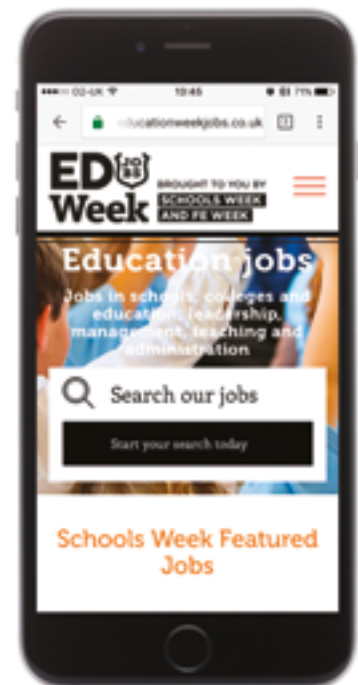 O2-UK 10:45 71%
educationweekjobs.co.uk
ED JOBS
Week
BROUGHT TO YOU BY
SCHOOLS WEEK
AND FE WEEK
Education jobs
Jobs in schools, colleges and
education; leadership,
management, teaching and
administration
Search our jobs
Start your search today
Schools Week Featured
Jobs